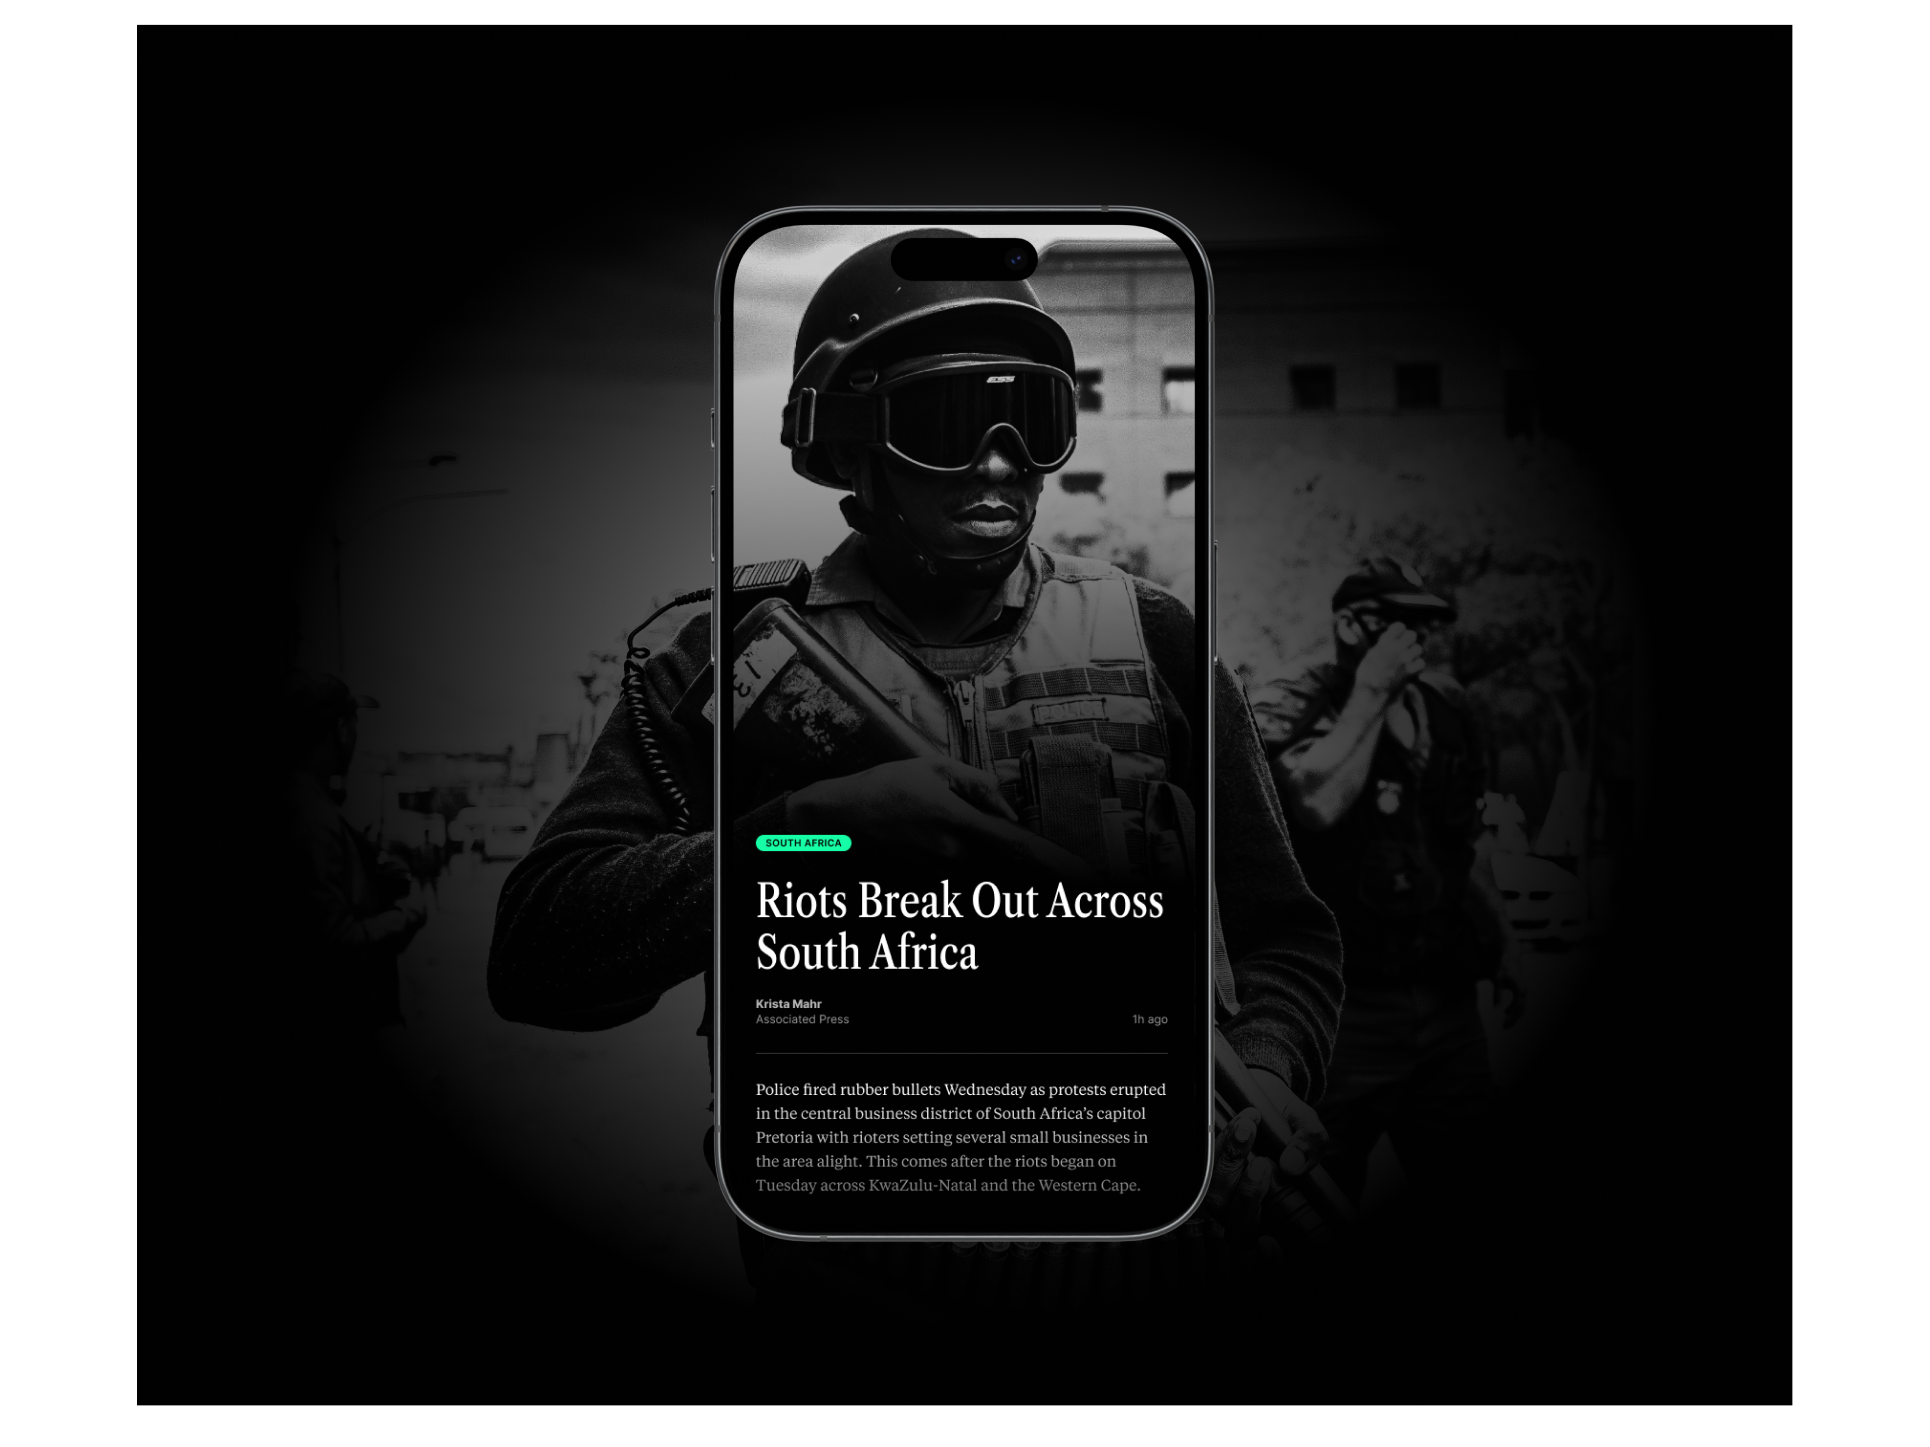 ESS
13
POLICE
SOUTH AFRICA
Riots Break Out Across
South Africa
Krista Mahr
Associated Press
1h ago
Police fired rubber bullets Wednesday as protests erupted
in the central business district of South Africa’s capitol
Pretoria with rioters setting several small businesses in
the area alight. This comes after the riots began on
Tuesday across KwaZulu-Natal and the Western Cape.